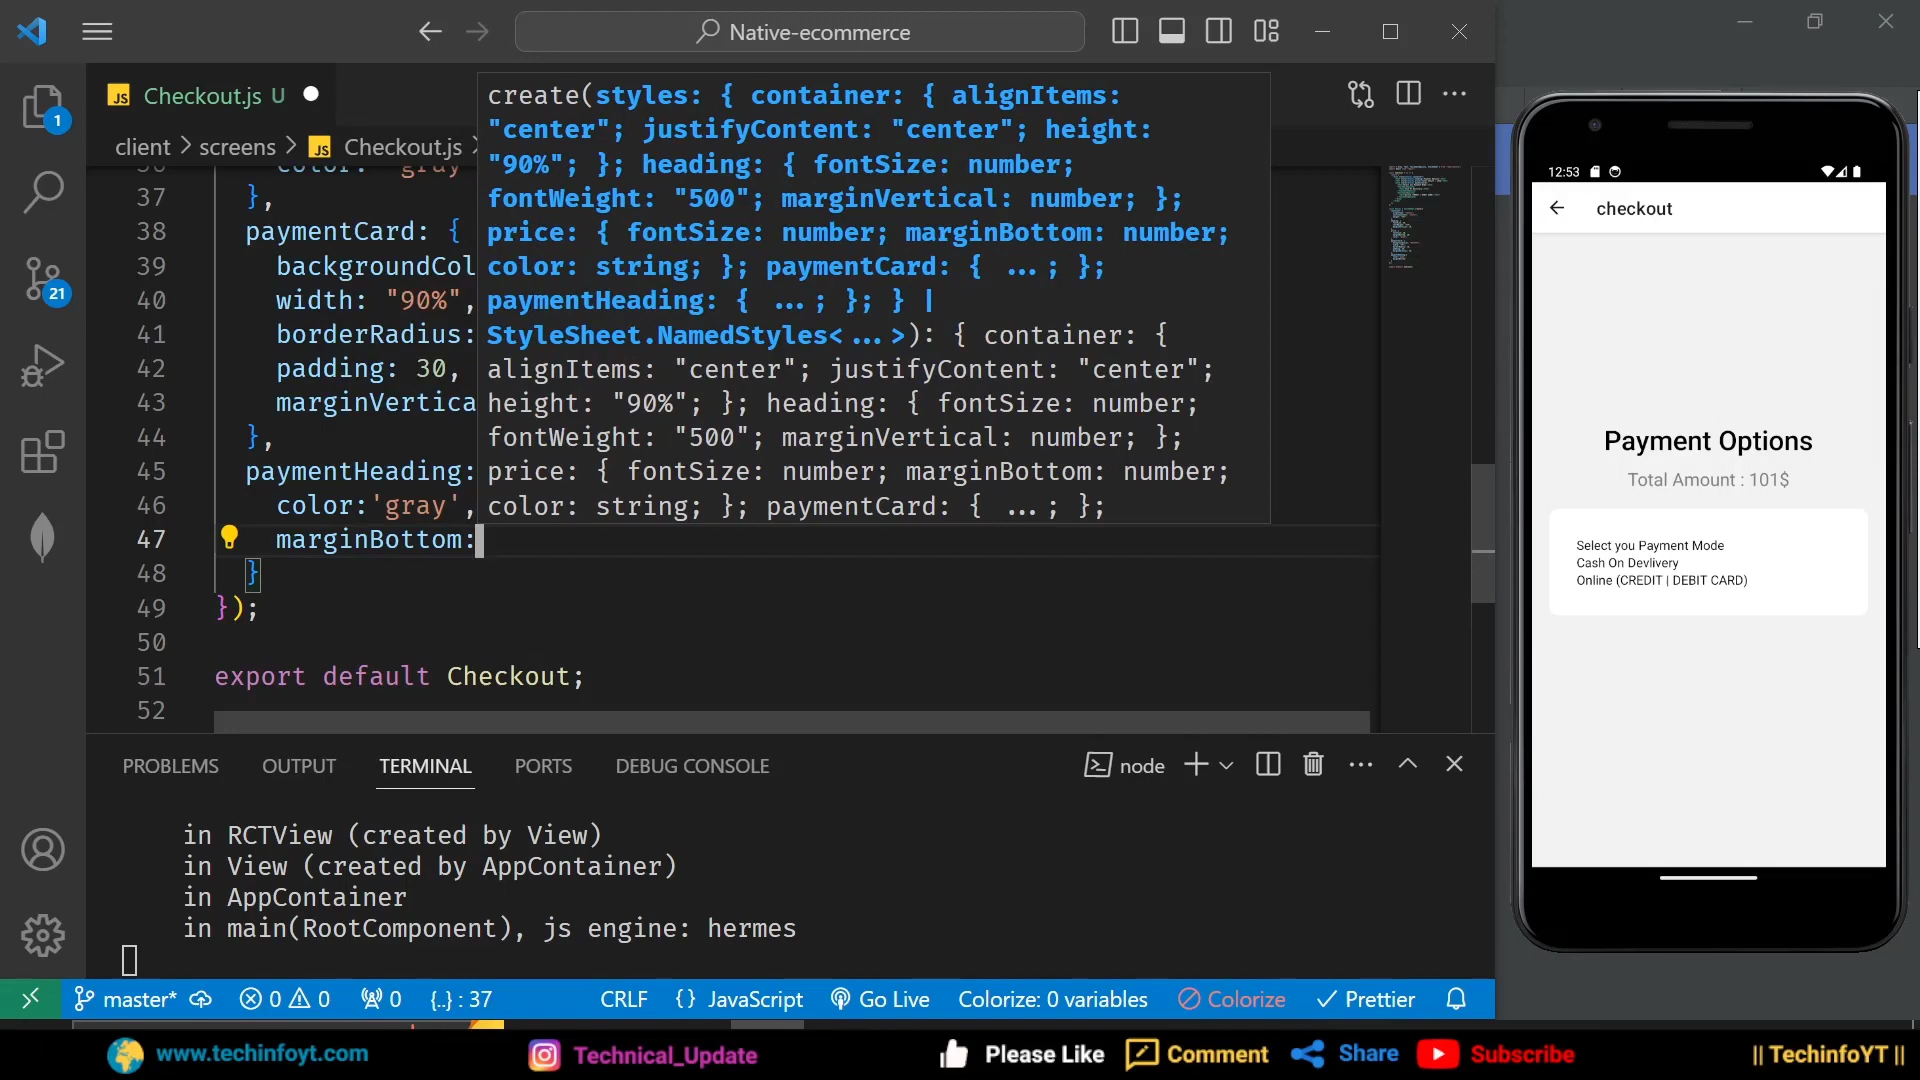 Native-ecommerce
JS Checkout.js U
client > screens > JS Checkout.js >
create(styles: { container: { alignItems:
"center"; justifyContent: "center"; height:
"90%"; }; heading: { fontSize: number;
fontWeight: "500"; marginVertical: number; };
price: { fontSize: number; marginBottom: number;
color: string; }; paymentCard: { ...; };
paymentHeading: { ...; }; } |
StyleSheet.NamedStyles<...>): { container: {
alignItems: "center"; justifyContent: "center";
height: "90%"; }; heading: { fontSize: number;
fontWeight: "500"; marginVertical: number; };
price: { fontSize: number; marginBottom: number;
color: string; }; paymentCard: { ...; };
36 color: "gray
37 },
38 paymentCard: {
39 backgroundCol
40 width: "90%",
41 borderRadius:
42 padding: 30,
43 marginVertica
44 },
45 paymentHeading:
46 color:'gray',
47 marginBottom:
48 }
49 });
50
51 export default Checkout;
52
1
21
PROBLEMS OUTPUT TERMINAL PORTS DEBUG CONSOLE node
in RCTView (created by View)
in View (created by AppContainer)
in AppContainer
in main(RootComponent), js engine: hermes
master* 0 0 0 {..} : 37 CRLF {} JavaScript Go Live Colorize: 0 variables Colorize Prettier
12:53
checkout
Payment Options
Total Amount : 101$
Select you Payment Mode
Cash On Devlivery
Online (CREDIT | DEBIT CARD)
www.techinfoyt.com Technical_Update Please Like Comment Share Subscribe || TechinfoYT ||